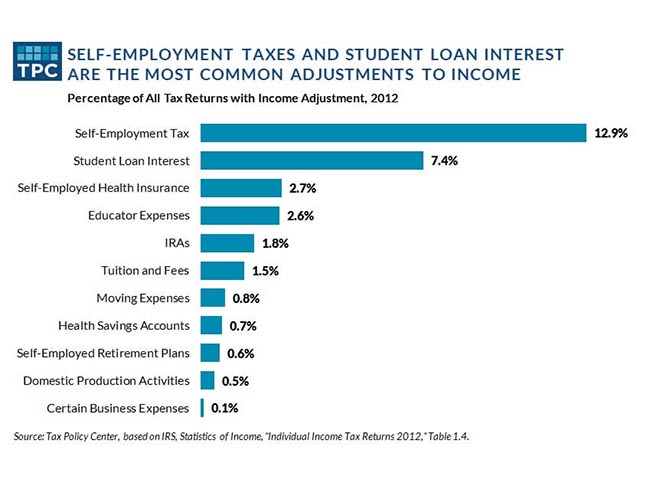 TPC
SELF-EMPLOYMENT TAXES AND STUDENT LOAN INTEREST
ARE THE MOST COMMON ADJUSTMENTS TO INCOME
Percentage of All Tax Returns with Income Adjustment, 2012
Self-Employment Tax 12.9%
Student Loan Interest 7.4%
Self-Employed Health Insurance 2.7%
Educator Expenses 2.6%
IRAs 1.8%
Tuition and Fees 1.5%
Moving Expenses 0.8%
Health Savings Accounts 0.7%
Self-Employed Retirement Plans 0.6%
Domestic Production Activities 0.5%
Certain Business Expenses 0.1%
Source: Tax Policy Center, based on IRS, Statistics of Income, "Individual Income Tax Returns 2012," Table 1.4.